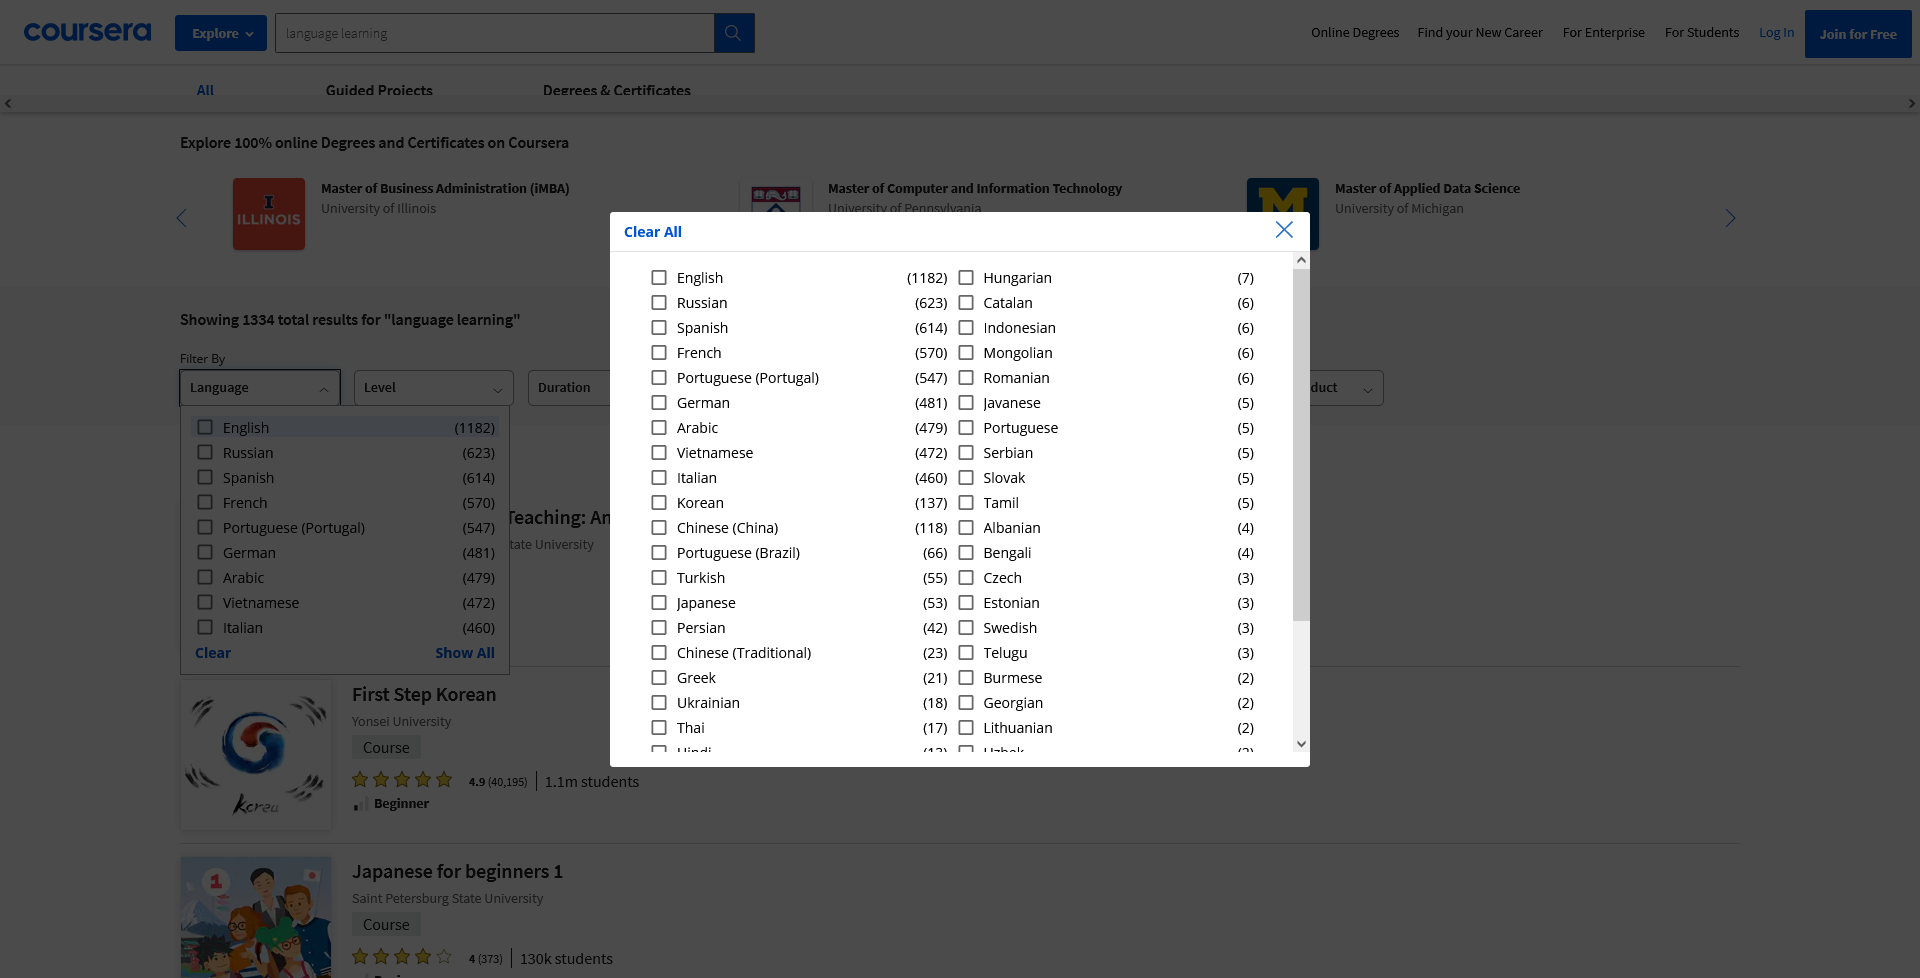 coursera
Explore
language learning
Online Degrees
Find your New Career
For Enterprise
For Students
Log In
Join for Free
All
Guided Projects
Degrees & Certificates
Explore 100% online Degrees and Certificates on Coursera
I
ILLINOIS
Master of Business Administration (iMBA)
University of Illinois
Master of Computer and Information Technology
University of Pennsylvania
M
Master of Applied Data Science
University of Michigan
Showing 1334 total results for "language learning"
Filter By
Language
Level
Duration
duct
English (1182)
Russian (623)
Spanish (614)
French (570)
Portuguese (Portugal) (547)
German (481)
Arabic (479)
Vietnamese (472)
Italian (460)
Clear
Show All
Teaching: An
tate University
Clear All
English (1182)
Russian (623)
Spanish (614)
French (570)
Portuguese (Portugal) (547)
German (481)
Arabic (479)
Vietnamese (472)
Italian (460)
Korean (137)
Chinese (China) (118)
Portuguese (Brazil) (66)
Turkish (55)
Japanese (53)
Persian (42)
Chinese (Traditional) (23)
Greek (21)
Ukrainian (18)
Thai (17)
Hindi (13)
Hungarian (7)
Catalan (6)
Indonesian (6)
Mongolian (6)
Romanian (6)
Javanese (5)
Portuguese (5)
Serbian (5)
Slovak (5)
Tamil (5)
Albanian (4)
Bengali (4)
Czech (3)
Estonian (3)
Swedish (3)
Telugu (3)
Burmese (2)
Georgian (2)
Lithuanian (2)
Uzbek (2)
Korea
First Step Korean
Yonsei University
Course
4.9 (40,195)
1.1m students
Beginner
1
Japanese for beginners 1
Saint Petersburg State University
Course
4 (373)
130k students